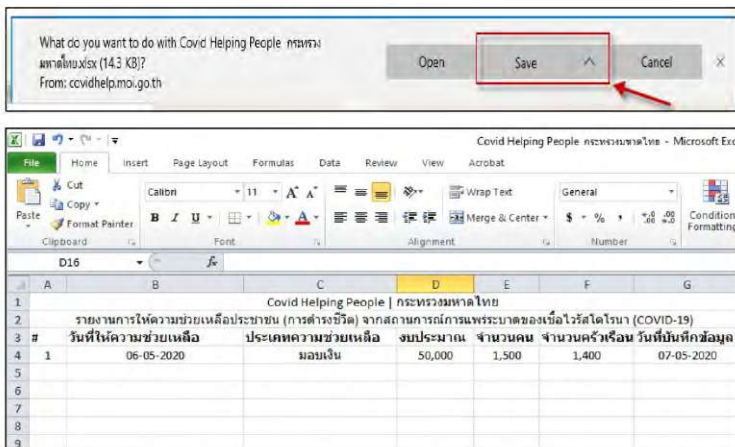 What do you want to do with Covid Helping People กระทรวง
มหาดไทย.xlsx (14.3 KB)?
From: covidhelp.moi.go.th
Open
Save
Cancel
Covid Helping People กระทรวงมหาดไทย - Microsoft Exc
File Home Insert Page Layout Formulas Data Review View Acrobat
Paste
Cut
Copy
Format Painter
Clipboard
Calibri 11 A A
B I U A
Font
Wrap Text
Merge & Center
Alignment
General
$ % ,
Number
Condition
Formatting
D16 fx
A B C D E F G
1 Covid Helping People | กระทรวงมหาดไทย
2 รายงานการให้ความช่วยเหลือประชาชน (การดำรงชีวิต) จากสถานการณ์การแพร่ระบาดของเชื้อไวรัสโคโรนา (COVID-19)
3 # วันที่ให้ความช่วยเหลือ ประเภทความช่วยเหลือ งบประมาณ จำนวนคน จำนวนครัวเรือน วันที่บันทึกข้อมูล
4 1 06-05-2020 มอบเงิน 50,000 1,500 1,400 07-05-2020
5
6
7
8
9